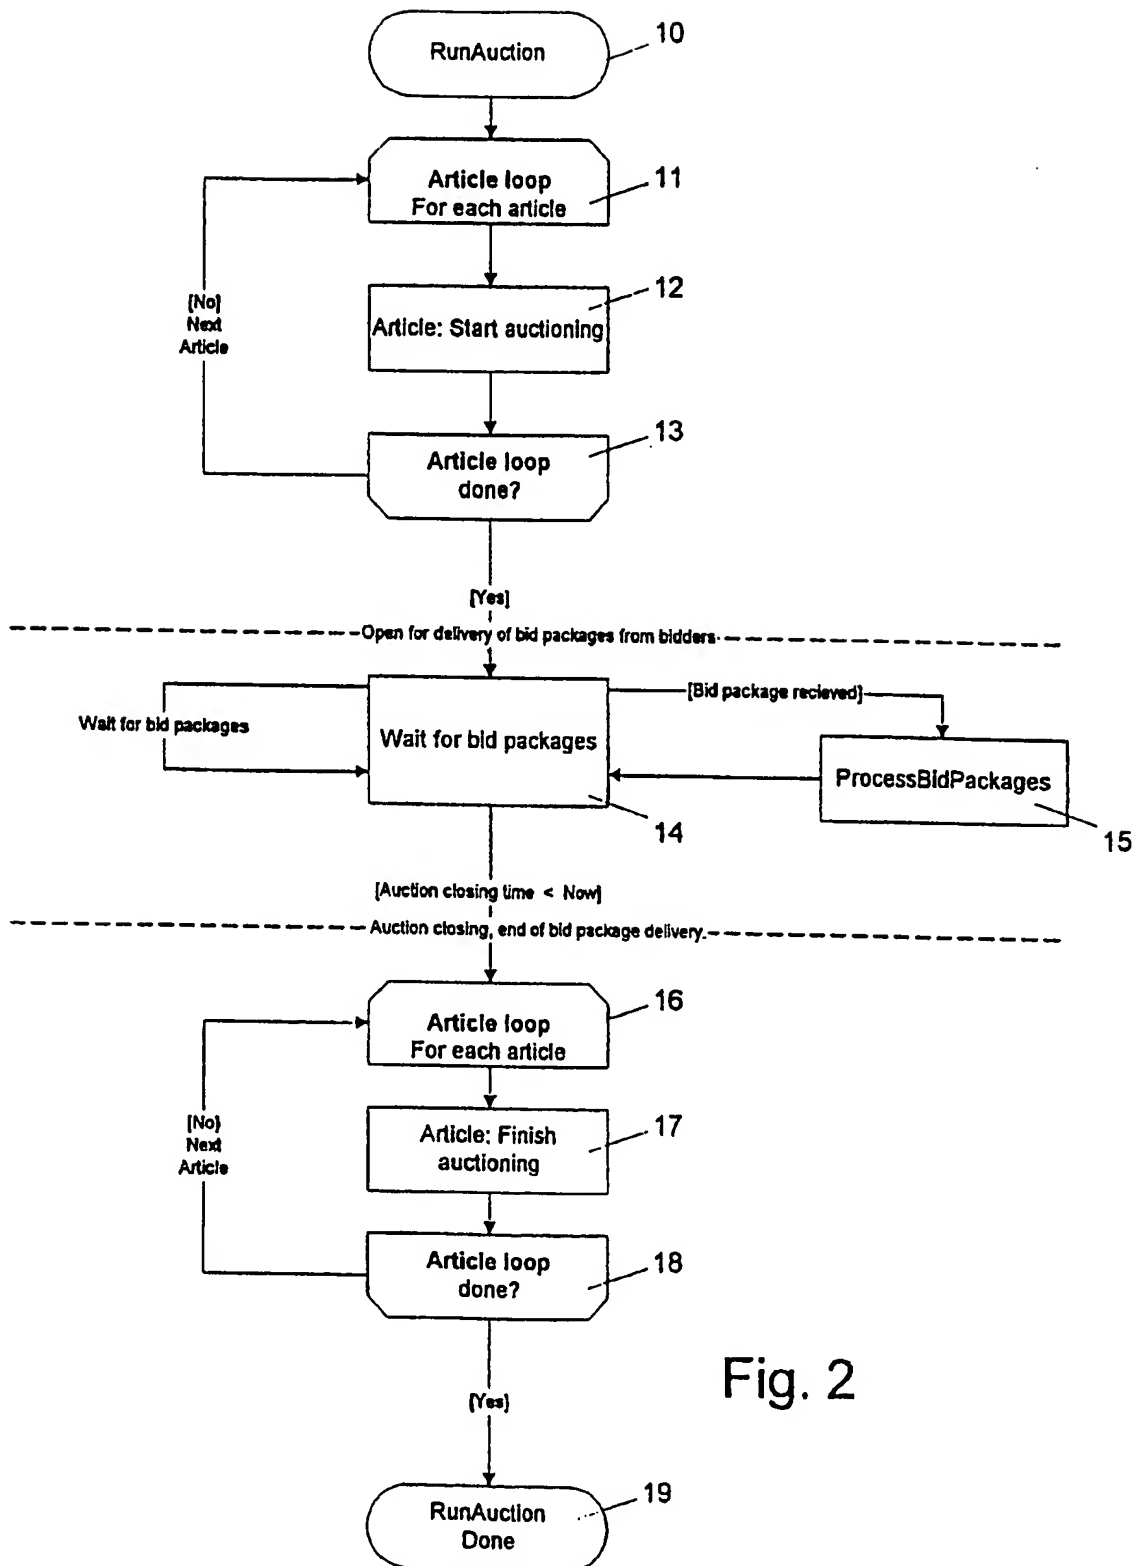 RunAuction
10
Article loop
For each article
11
[No]
Next
Article
Article: Start auctioning
12
Article loop
done?
13
[Yes]
Open for delivery of bid packages from bidders
Wait for bid packages
Wait for bid packages
14
[Bid package recieved]
ProcessBidPackages
15
[Auction closing time < Now]
Auction closing, end of bid package delivery.
Article loop
For each article
16
[No]
Next
Article
Article: Finish
auctioning
17
Article loop
done?
18
[Yes]
Fig. 2
RunAuction
Done
19